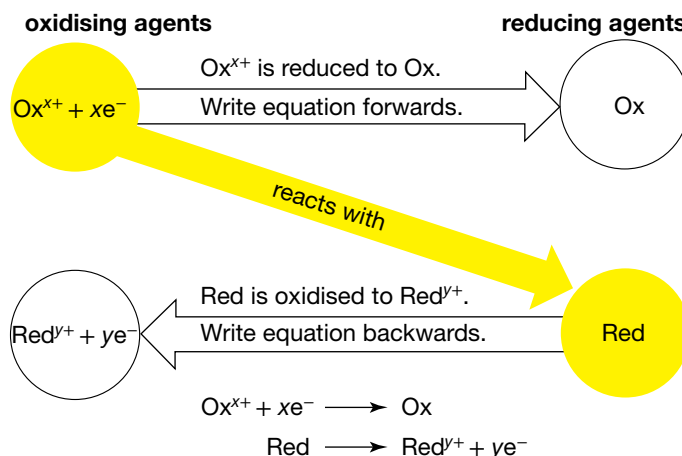 oxidising agents reducing agents
Oxˣ⁺ is reduced to Ox.
Oxˣ⁺ + xe⁻
Write equation forwards.
Ox
reacts with
Red is oxidised to Redʸ⁺.
Redʸ⁺ + ye⁻
Write equation backwards.
Red
Oxˣ⁺ + xe⁻ ⟶ Ox
Red ⟶ Redʸ⁺ + ye⁻